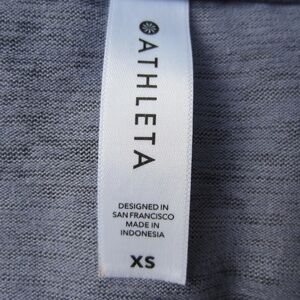 ATHLETA
DESIGNED IN
SAN FRANCISCO
MADE IN
INDONESIA
XS